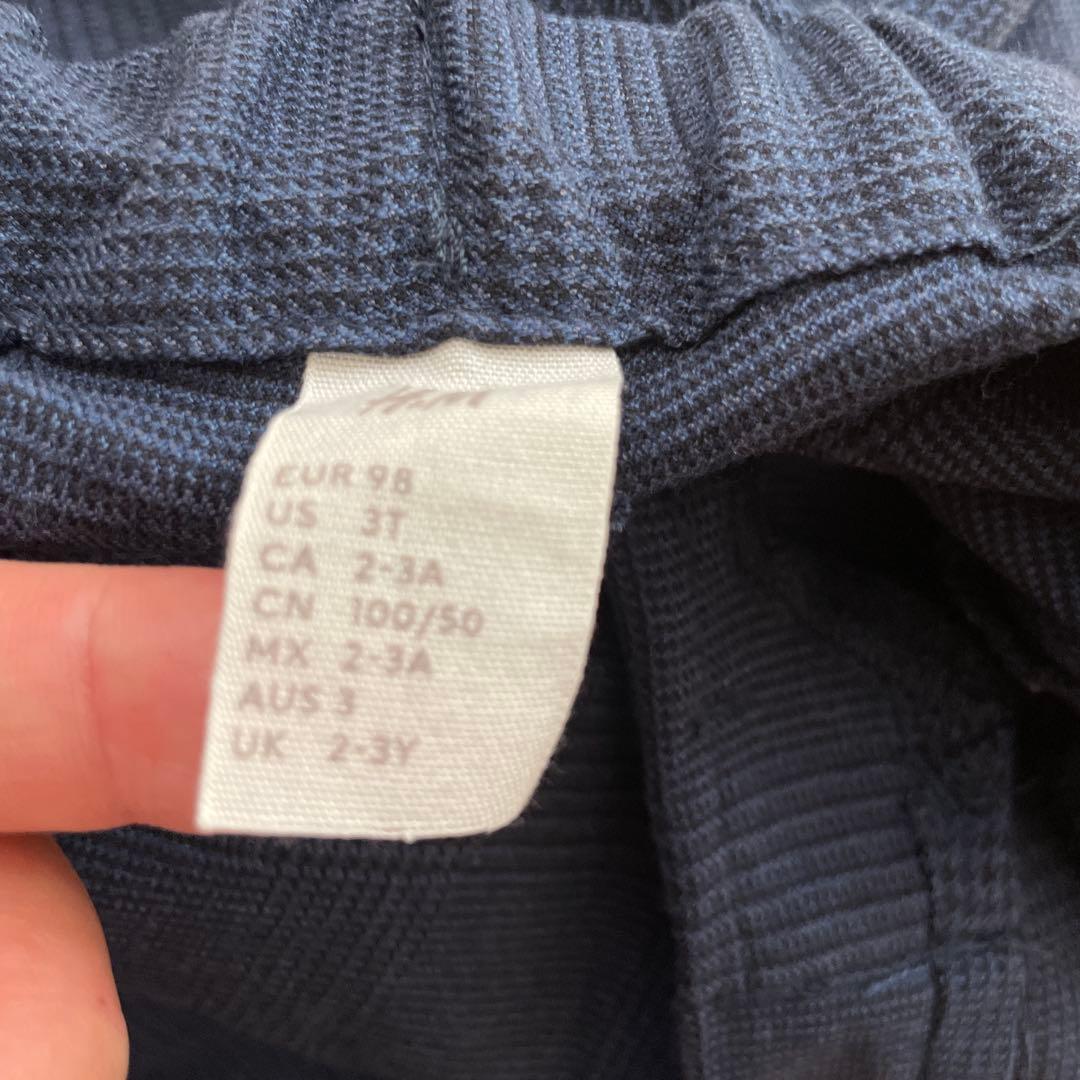 H&M
EUR 98
US 3T
CA 2-3A
CN 100/50
MX 2-3A
AUS 3
UK 2-3Y